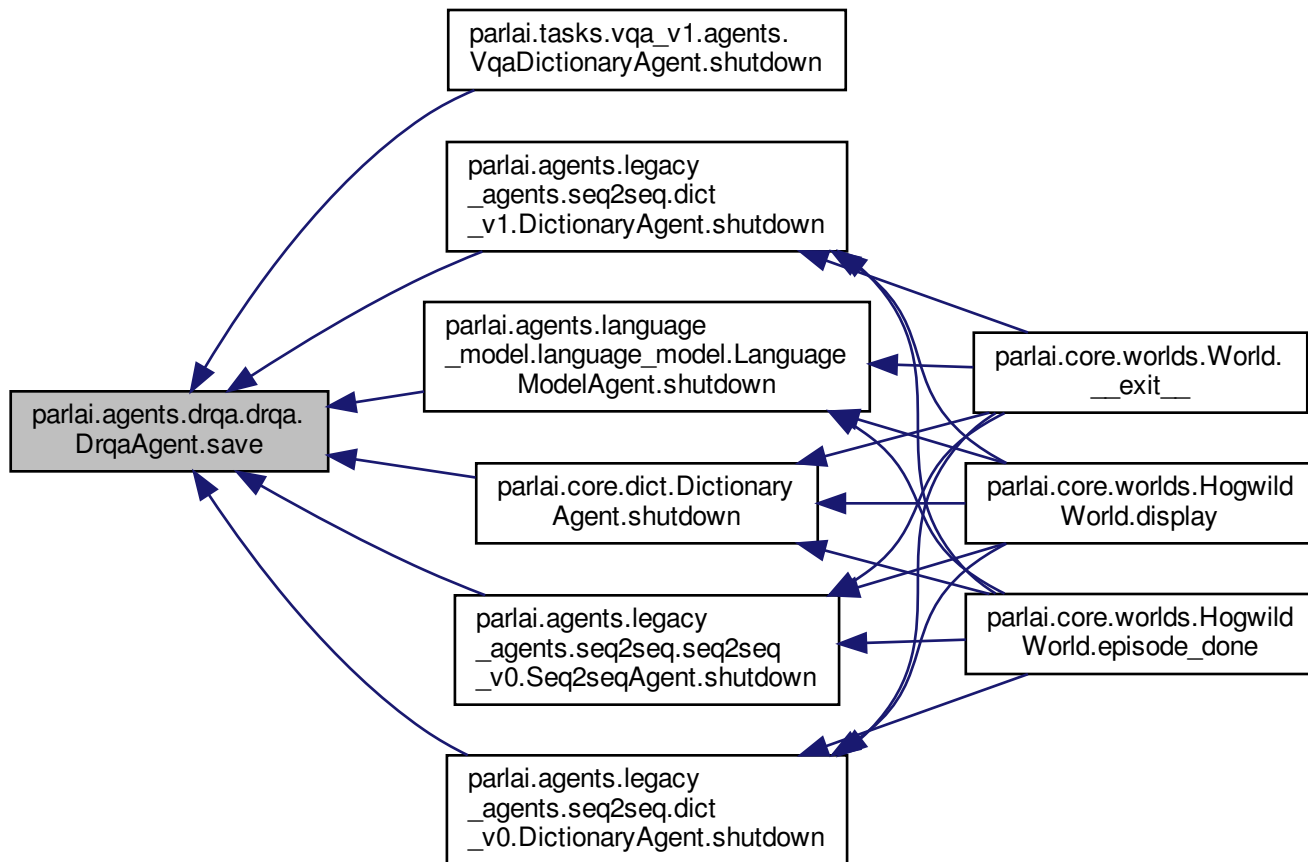 parlai.tasks.vqa_v1.agents.
VqaDictionaryAgent.shutdown
parlai.agents.legacy
_agents.seq2seq.dict
_v1.DictionaryAgent.shutdown
parlai.agents.language
_model.language_model.Language
ModelAgent.shutdown
parlai.core.worlds.World.
__exit__
parlai.agents.drqa.drqa.
DrqaAgent.save
parlai.core.dict.Dictionary
Agent.shutdown
parlai.core.worlds.Hogwild
World.display
parlai.agents.legacy
_agents.seq2seq.seq2seq
_v0.Seq2seqAgent.shutdown
parlai.core.worlds.Hogwild
World.episode_done
parlai.agents.legacy
_agents.seq2seq.dict
_v0.DictionaryAgent.shutdown